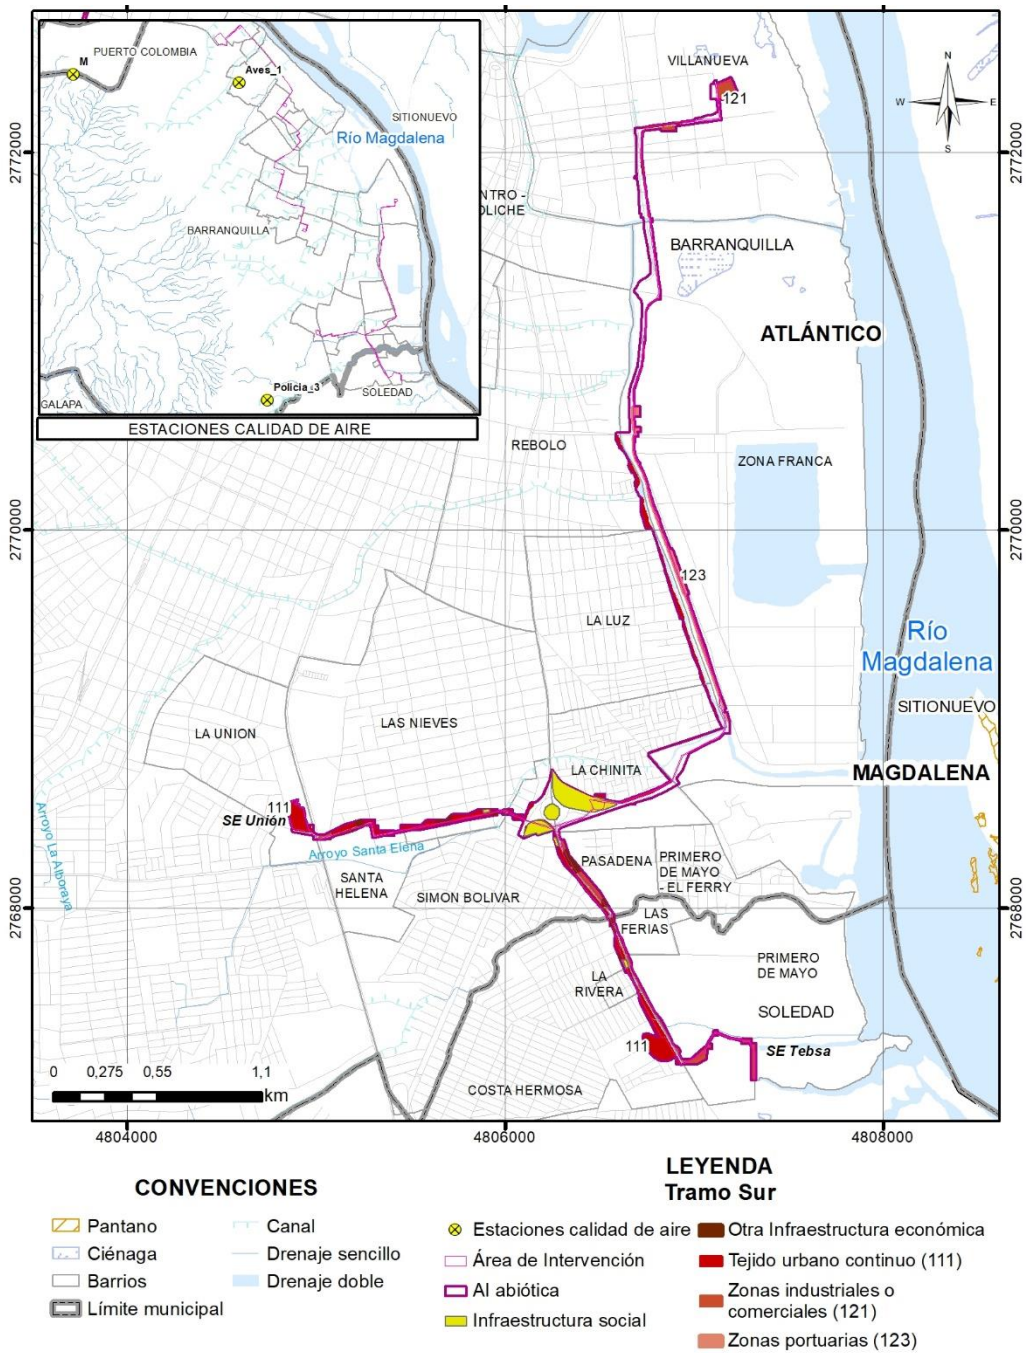 PUERTO COLOMBIA
M
Aves_1
SITIONUEVO
Río Magdalena
BARRANQUILLA
Policia_3
SOLEDAD
GALAPA
ESTACIONES CALIDAD DE AIRE
VILLANUEVA
121
N
W
E
S
2772000
2772000
NTRO -
OLICHE
BARRANQUILLA
ATLÁNTICO
REBOLO
ZONA FRANCA
2770000
2770000
123
LA LUZ
Río
Magdalena
SITIONUEVO
LA UNION
LAS NIEVES
LA CHINITA
MAGDALENA
111
SE Unión
Arroyo La Alboraya
Arroyo Santa Elena
SANTA
HELENA
SIMON BOLIVAR
PASADENA
PRIMERO
DE MAYO
- EL FERRY
2768000
2768000
LAS
FERIAS
PRIMERO
DE MAYO
LA
RIVERA
SOLEDAD
111
SE Tebsa
0 0,275 0,55 1,1
km
COSTA HERMOSA
4804000
4806000
4808000
CONVENCIONES
Pantano
Ciénaga
Barrios
Límite municipal
Canal
Drenaje sencillo
Drenaje doble
LEYENDA
Tramo Sur
Estaciones calidad de aire
Área de Intervención
AI abiótica
Infraestructura social
Otra Infraestructura económica
Tejido urbano continuo (111)
Zonas industriales o
comerciales (121)
Zonas portuarias (123)